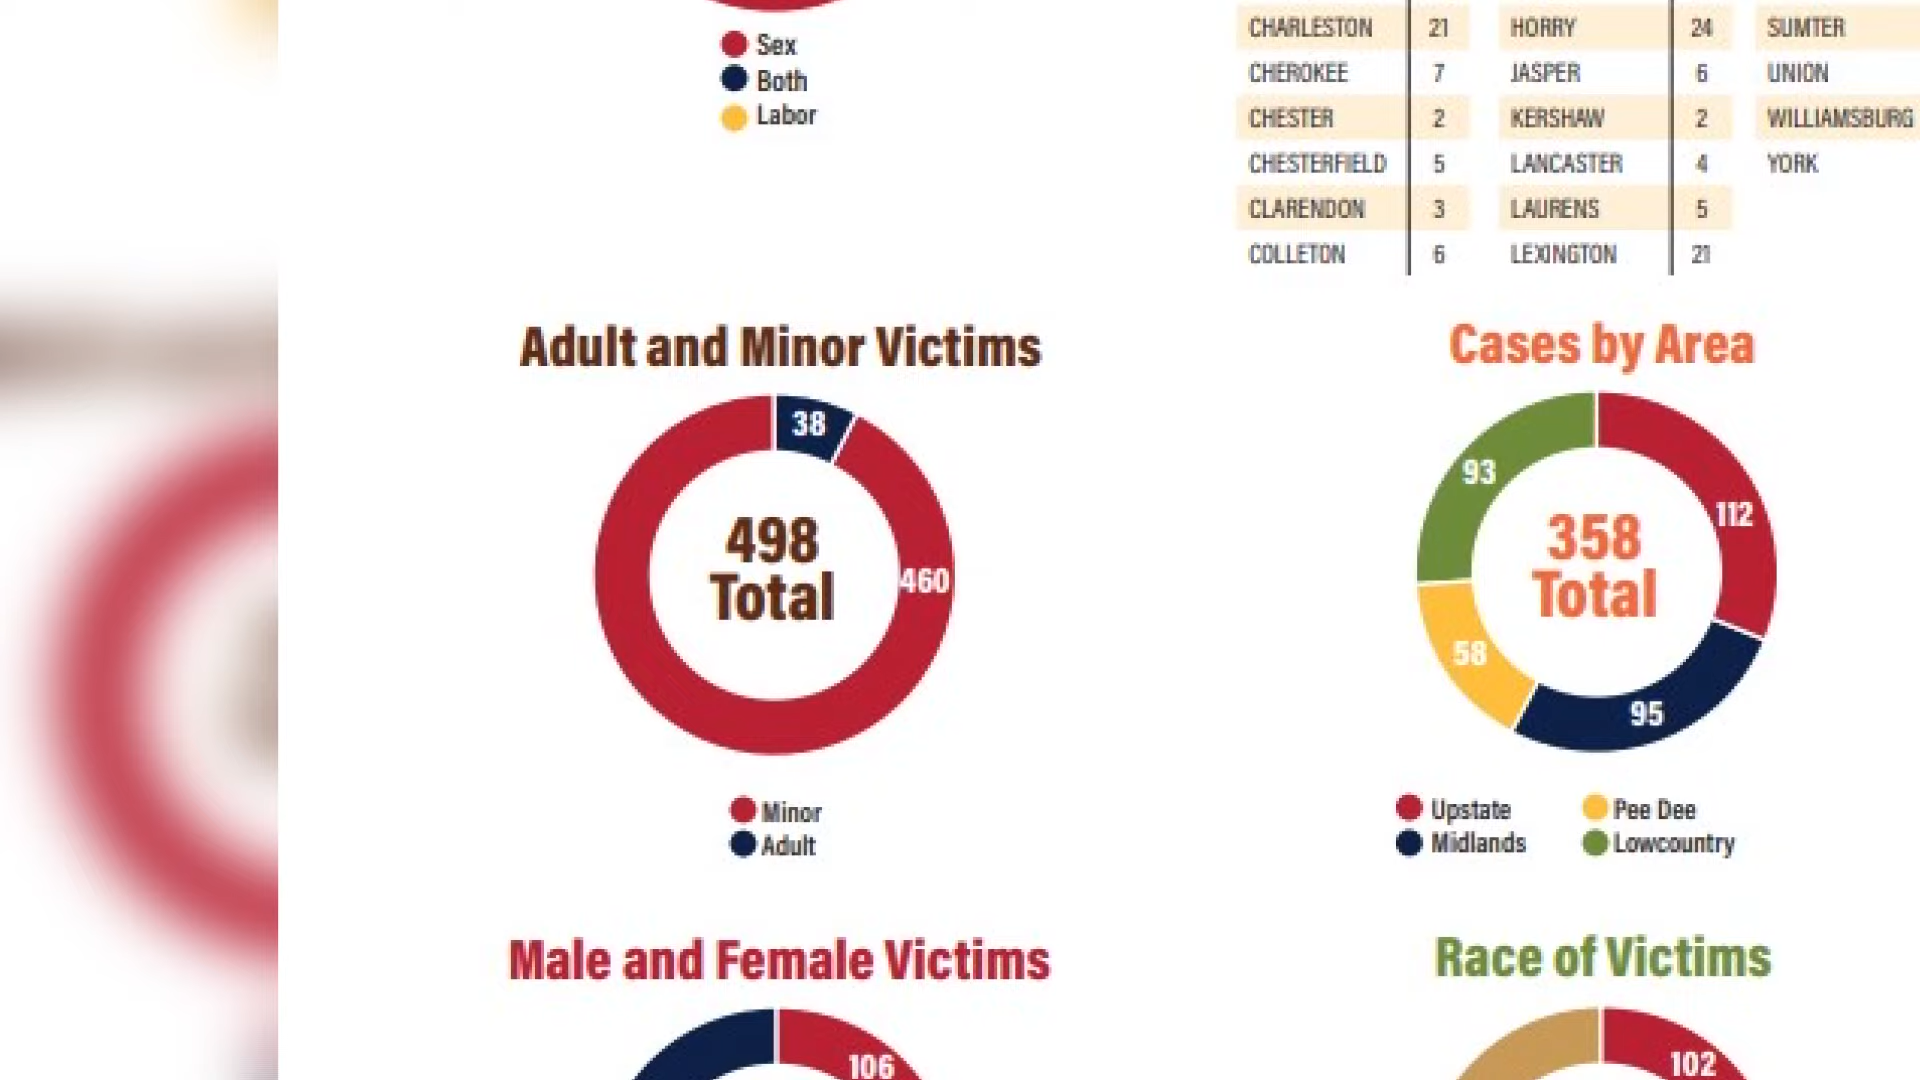 Sex
Both
Labor
CHARLESTON 21 HORRY 24 SUMTER
CHEROKEE 7 JASPER 6 UNION
CHESTER 2 KERSHAW 2 WILLIAMSBURG
CHESTERFIELD 5 LANCASTER 4 YORK
CLARENDON 3 LAURENS 5
COLLETON 6 LEXINGTON 21
Adult and Minor Victims
38
498
Total
460
Minor
Adult
Cases by Area
93
112
358
Total
58
95
Upstate Pee Dee
Midlands Lowcountry
Male and Female Victims
106
Race of Victims
102